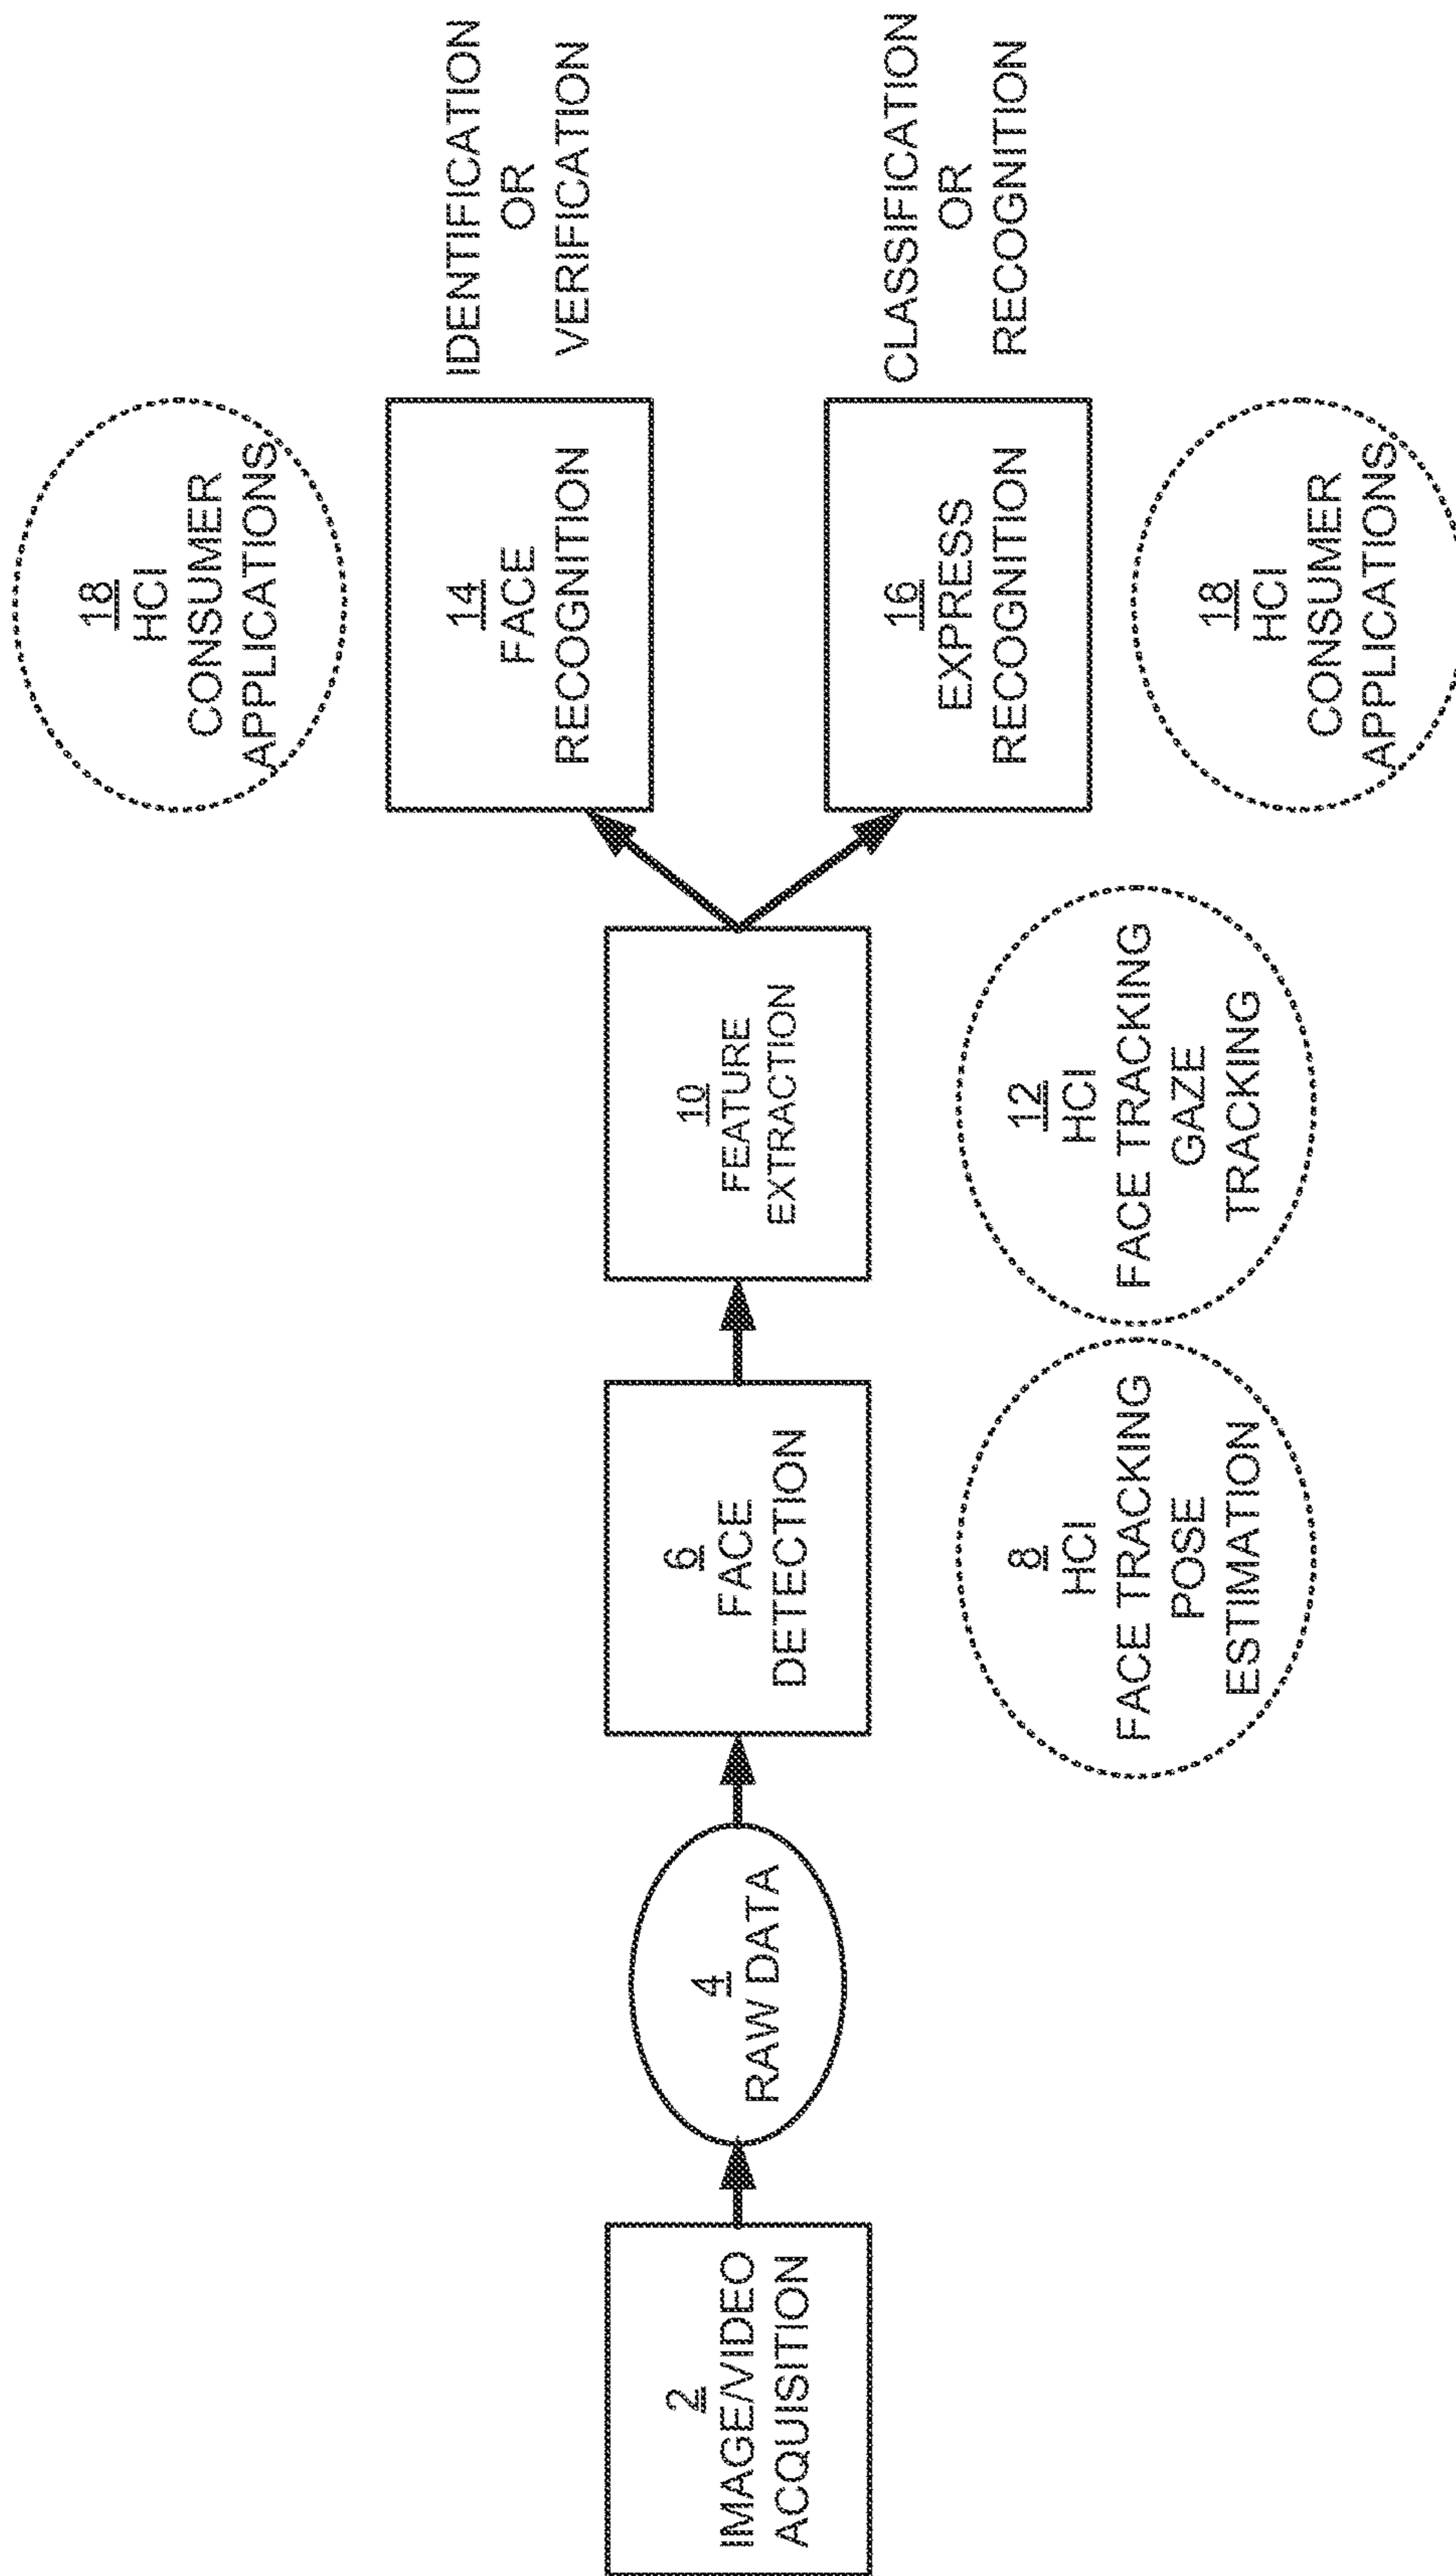 2
IMAGE/VIDEO
ACQUISITION
4
RAW DATA
6
FACE
DETECTION
8
HCI
FACE TRACKING
POSE
ESTIMATION
10
FEATURE
EXTRACTION
12
HCI
FACE TRACKING
GAZE
TRACKING
18
HCI
CONSUMER
APPLICATIONS
14
FACE
RECOGNITION
IDENTIFICATION
OR
VERIFICATION
16
EXPRESS
RECOGNITION
CLASSIFICATION
OR
RECOGNITION
18
HCI
CONSUMER
APPLICATIONS